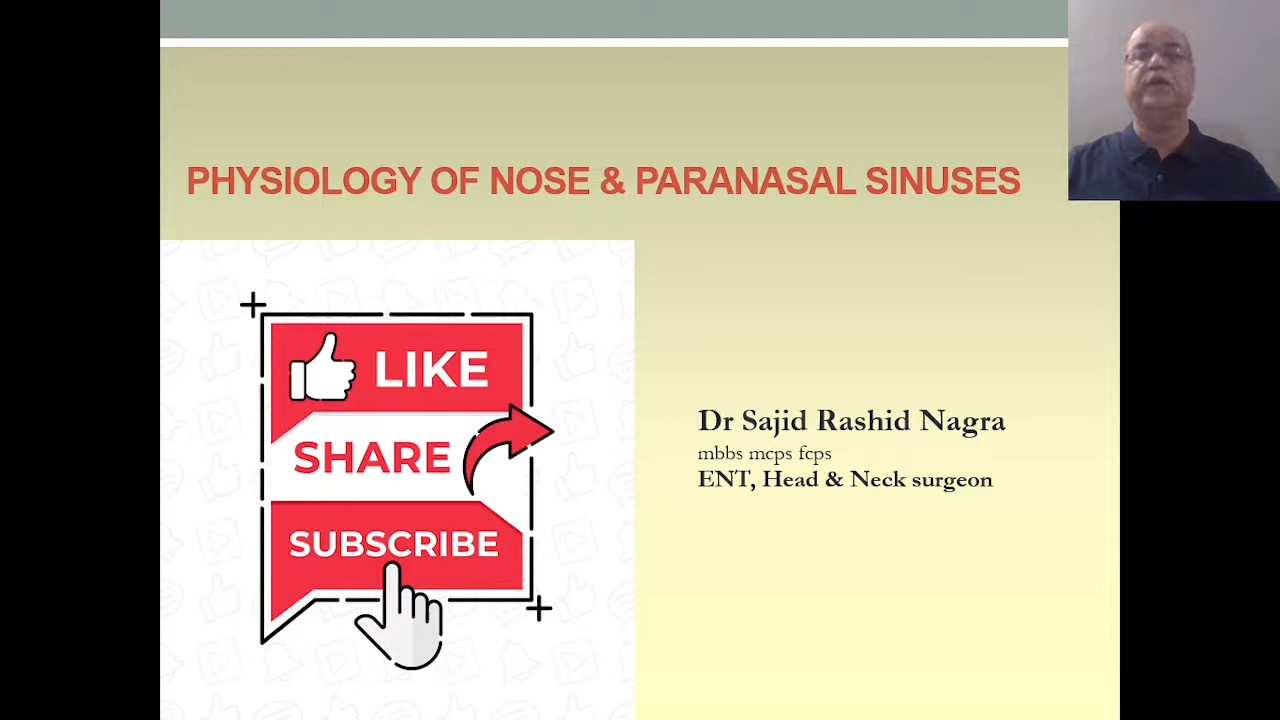 PHYSIOLOGY OF NOSE & PARANASAL SINUSES
LIKE
SHARE
SUBSCRIBE
Dr Sajid Rashid Nagra
mbbs mcps fcps
ENT, Head & Neck surgeon